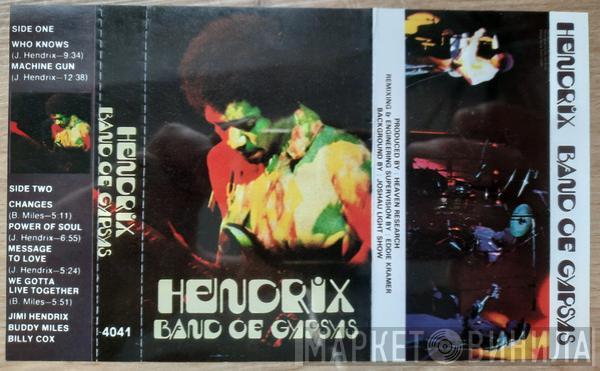 SIDE ONE
WHO KNOWS
(J. Hendrix—9:34)
MACHINE GUN
(J. Hendrix—12:38)
SIDE TWO
CHANGES
(B. Miles—5:11)
POWER OF SOUL
(J. Hendrix—6:55)
MESSAGE
TO LOVE
(J. Hendrix—5:24)
WE GOTTA
LIVE TOGETHER
(B. Miles—5:51)
JIMI HENDRIX
BUDDY MILES
BILLY COX
HENDRIX
BAND OF GYPSYS
4041
HENDRIX
BAND OF GYPSYS
PRODUCED BY: HEAVEN RESEARCH
REMIXING & ENGINEERING SUPERVISION BY: EDDIE KRAMER
BACKGROUND BY: JOSHAU LIGHT SHOW
HENDRIX BAND OF GYPSYS
МАРКЕТ ВИНИЛА